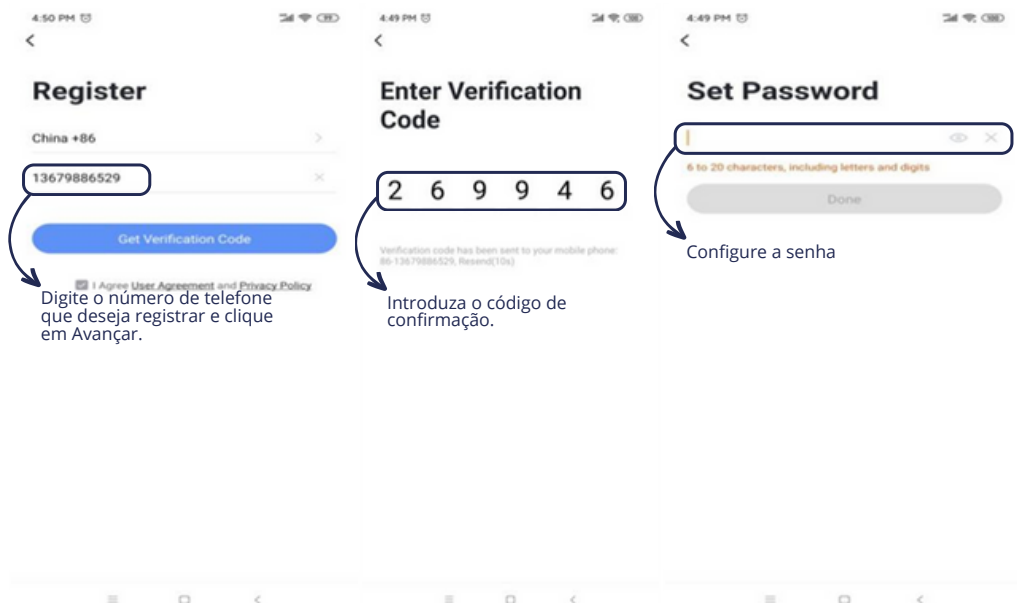 4:50 PM
Register
China +86
13679886529
Get Verification Code
I Agree User Agreement and Privacy Policy
Digite o número de telefone
que deseja registrar e clique
em Avançar.
4:49 PM
Enter Verification
Code
2 6 9 9 4 6
Verification code has been sent to your mobile phone:
86-13679886529, Resend(10s)
Introduza o código de
confirmação.
4:49 PM
Set Password
6 to 20 characters, including letters and digits
Done
Configure a senha